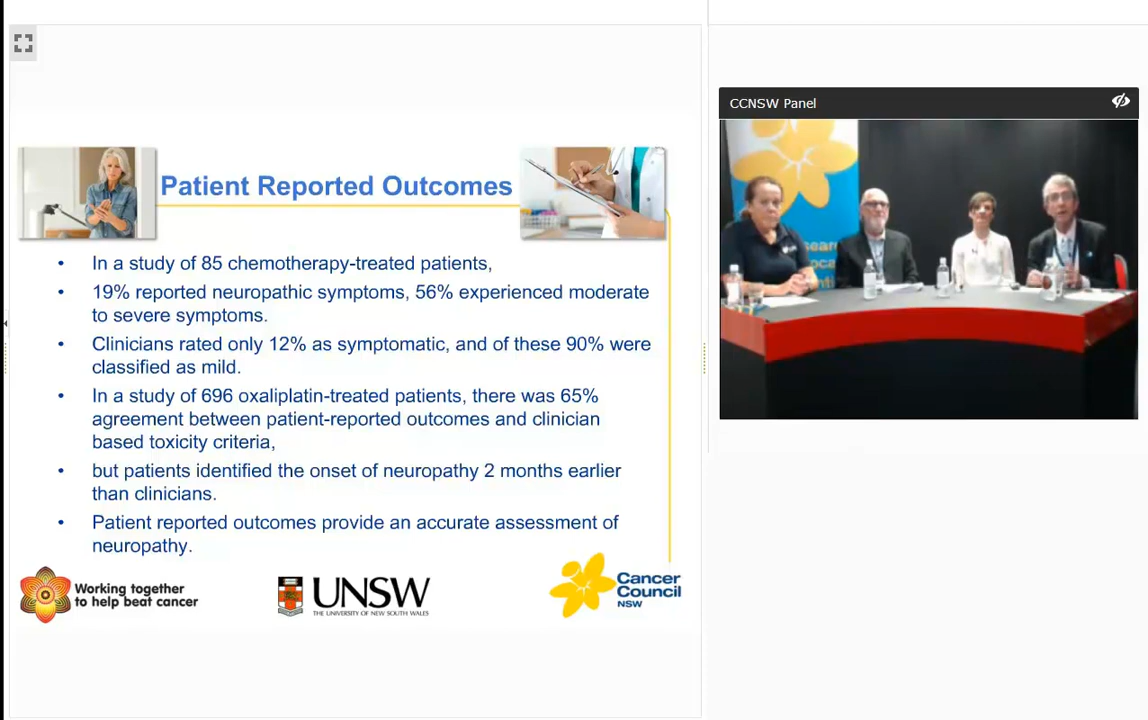 Patient Reported Outcomes
• In a study of 85 chemotherapy-treated patients,
• 19% reported neuropathic symptoms, 56% experienced moderate
to severe symptoms.
• Clinicians rated only 12% as symptomatic, and of these 90% were
classified as mild.
• In a study of 696 oxaliplatin-treated patients, there was 65%
agreement between patient-reported outcomes and clinician
based toxicity criteria,
• but patients identified the onset of neuropathy 2 months earlier
than clinicians.
• Patient reported outcomes provide an accurate assessment of
neuropathy.
Working together
to help beat cancer
UNSW
THE UNIVERSITY OF NEW SOUTH WALES
Cancer
Council
NSW
CCNSW Panel